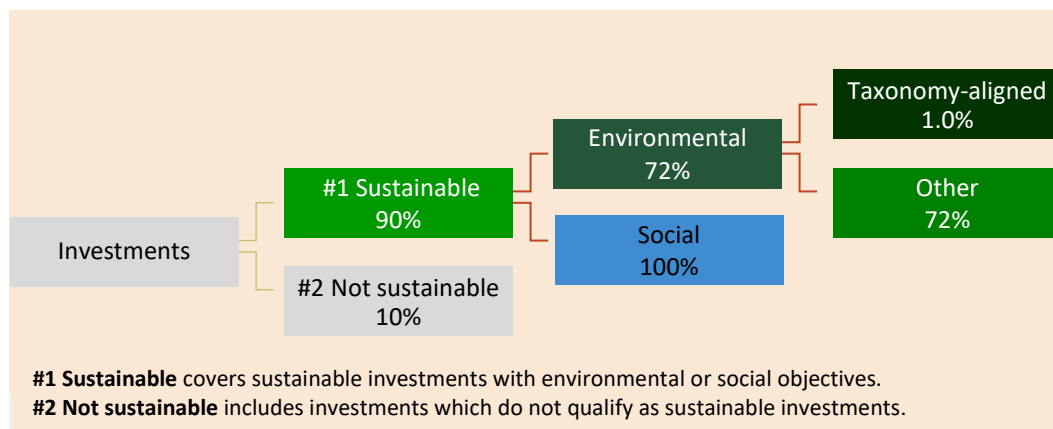 Taxonomy-aligned
1.0%
Environmental
72%
#1 Sustainable
90%
Other
72%
Investments
Social
100%
#2 Not sustainable
10%
#1 Sustainable covers sustainable investments with environmental or social objectives.
#2 Not sustainable includes investments which do not qualify as sustainable investments.